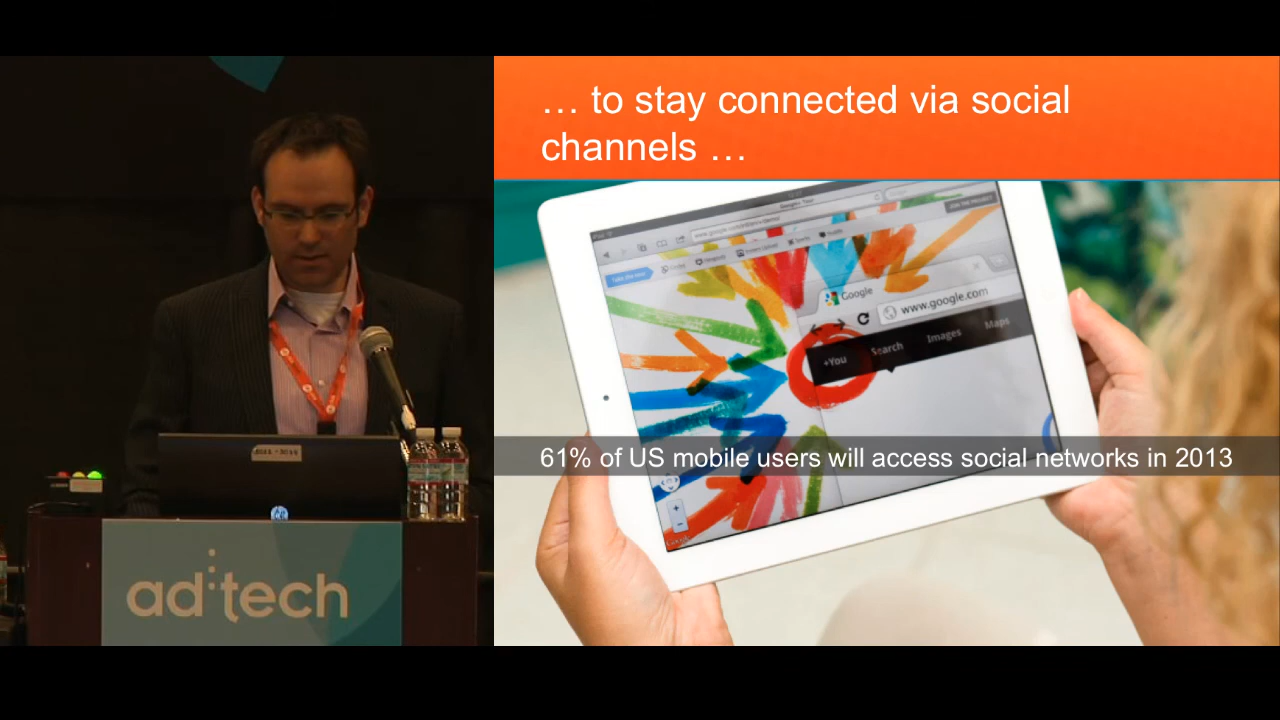 … to stay connected via social
channels …
Google
www.google.com
+You Search Images Maps
61% of US mobile users will access social networks in 2013
ad:tech